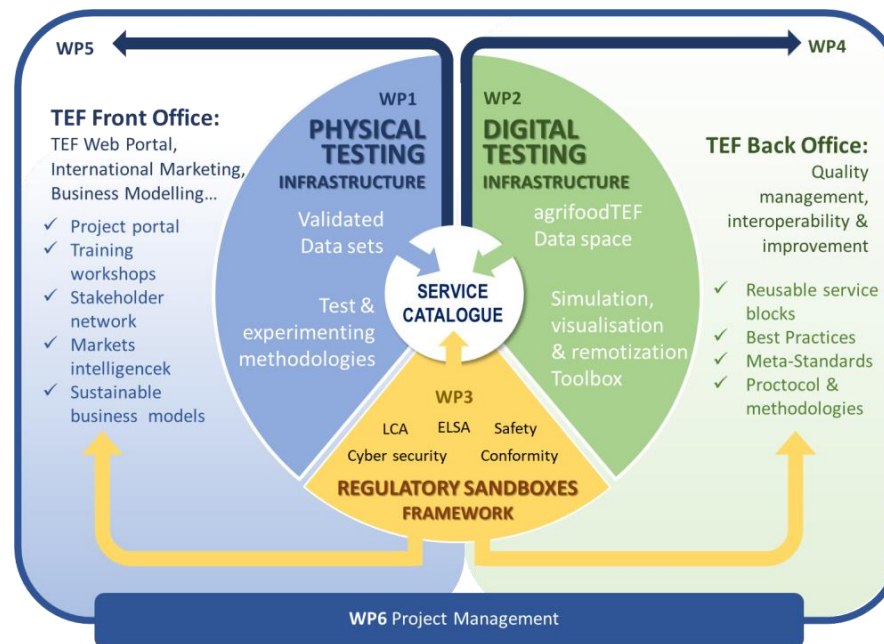 WP5
WP4
TEF Front Office:
TEF Web Portal,
International Marketing,
Business Modelling...
✓ Project portal
✓ Training
workshops
✓ Stakeholder
network
✓ Markets
intelligencek
✓ Sustainable
business models
WP1
PHYSICAL
TESTING
INFRASTRUCTURE
Validated
Data sets
Test &
experimenting
methodologies
WP2
DIGITAL
TESTING
INFRASTRUCTURE
agrifoodTEF
Data space
Simulation,
visualisation
& remotization
Toolbox
SERVICE
CATALOGUE
WP3
LCA ELSA Safety
Cyber security Conformity
REGULATORY SANDBOXES
FRAMEWORK
TEF Back Office:
Quality
management,
interoperability &
improvement
✓ Reusable service
blocks
✓ Best Practices
✓ Meta-Standards
✓ Proctocol &
methodologies
WP6 Project Management